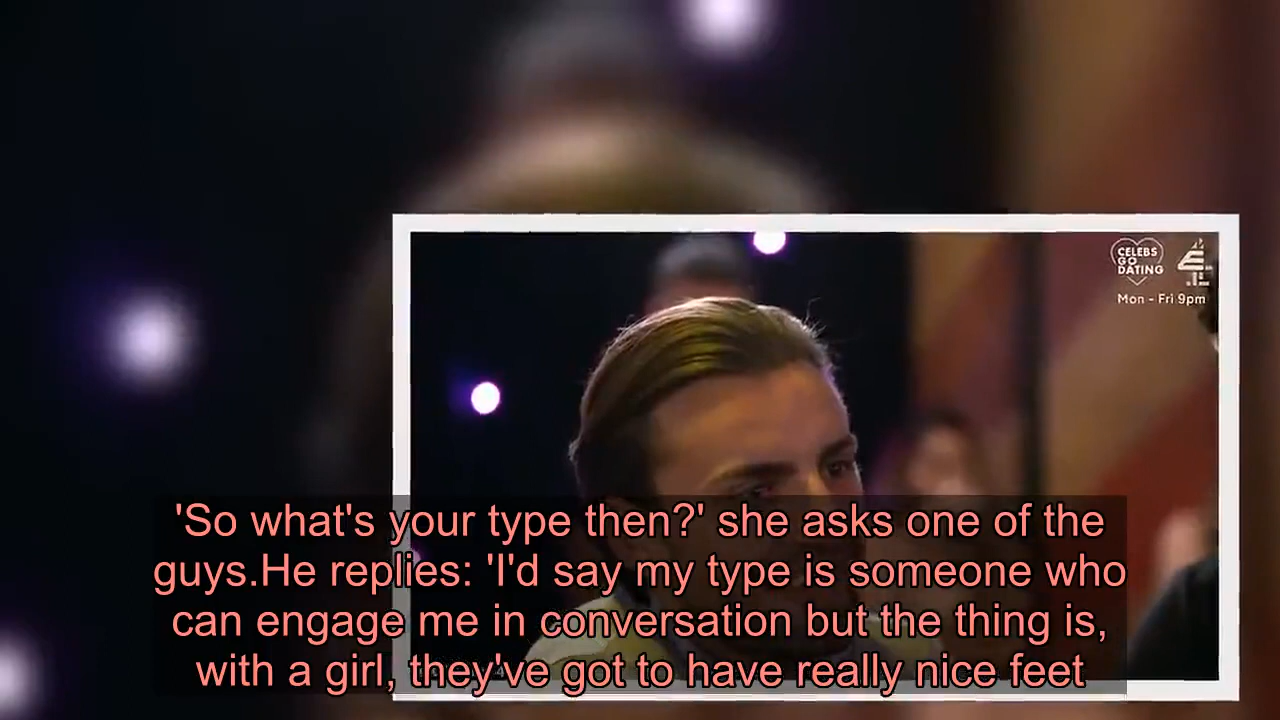 CELEBS
GO
DATING
Mon - Fri 9pm
'So what's your type then?' she asks one of the
guys.He replies: 'I'd say my type is someone who
can engage me in conversation but the thing is,
with a girl, they've got to have really nice feet